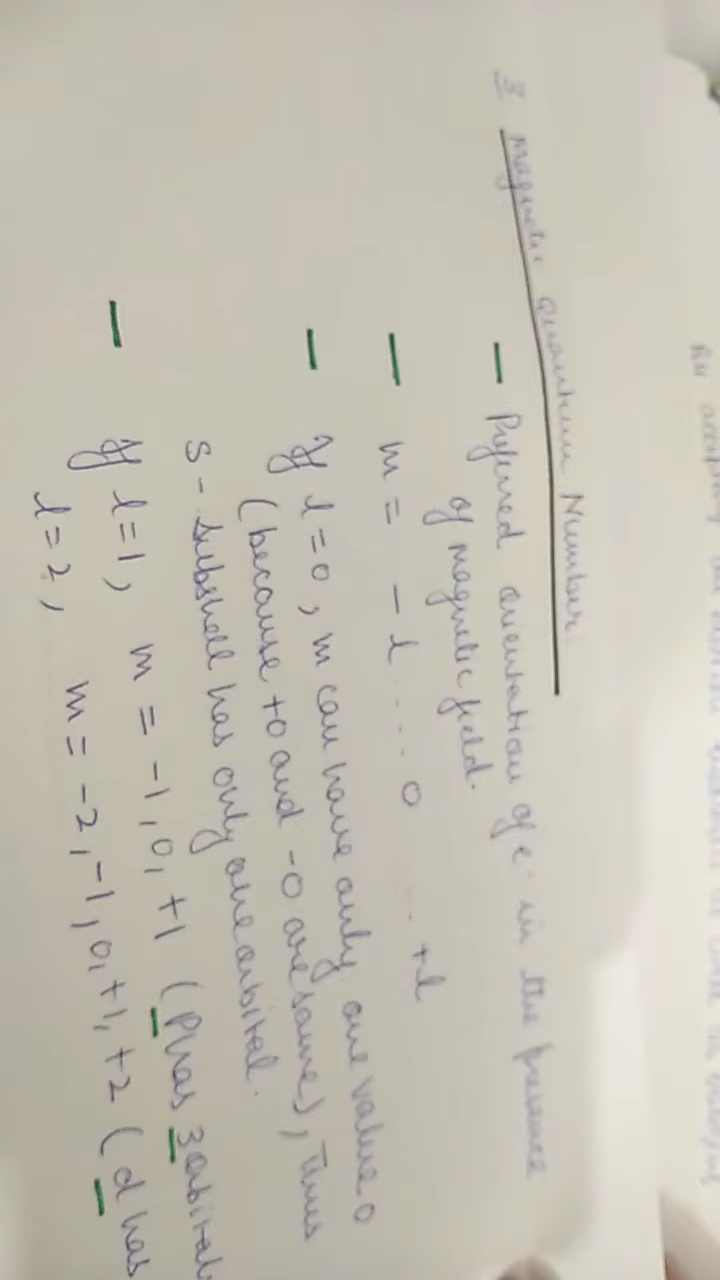 3 Magnetic Quantum Number
- Preferred orientation of e- in the presence
of magnetic field.
- m = - l .... 0 ... +l
- If l=0, m can have only one value 0
(because +0 and -0 are same), Thus
s - subshell has only one orbital.
- If l=1, m = -1, 0, +1 (P has 3 orbitals
l=2, m = -2, -1, 0, +1, +2 (d has